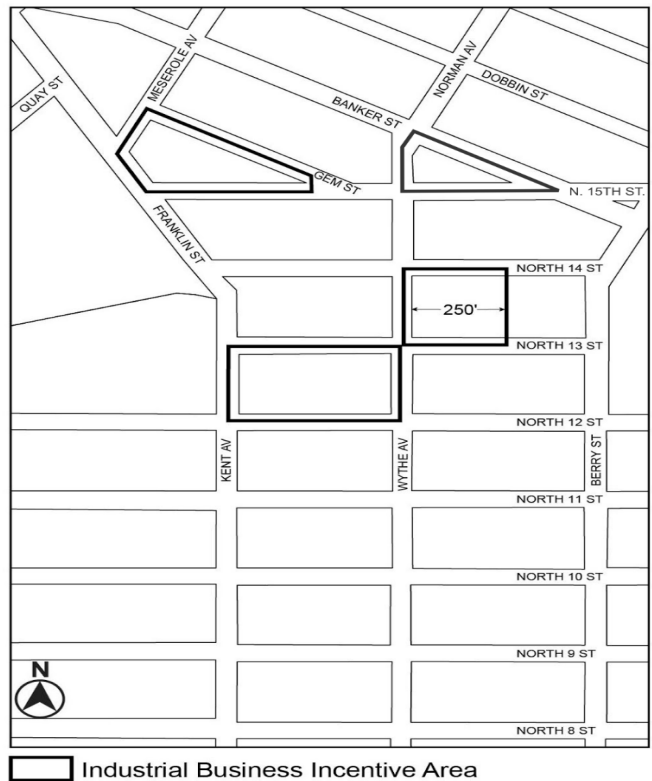 MESEROLE AV
NORMAN AV
QUAY ST
DOBBIN ST
BANKER ST
GEM ST
N. 15TH ST.
FRANKLIN ST
NORTH 14 ST
250'
NORTH 13 ST
NORTH 12 ST
KENT AV
WYTHE AV
BERRY ST
NORTH 11 ST
NORTH 10 ST
NORTH 9 ST
N
NORTH 8 ST
Industrial Business Incentive Area